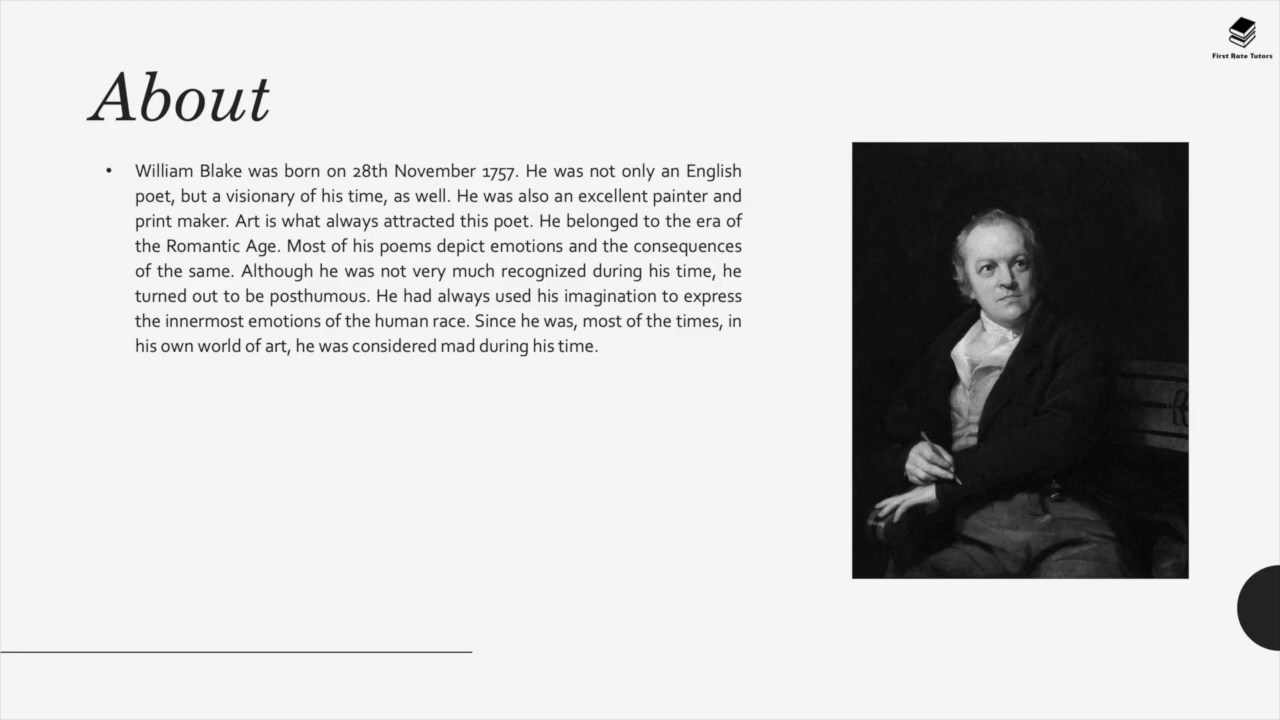 First Rate Tutors
About
• William Blake was born on 28th November 1757. He was not only an English
poet, but a visionary of his time, as well. He was also an excellent painter and
print maker. Art is what always attracted this poet. He belonged to the era of
the Romantic Age. Most of his poems depict emotions and the consequences
of the same. Although he was not very much recognized during his time, he
turned out to be posthumous. He had always used his imagination to express
the innermost emotions of the human race. Since he was, most of the times, in
his own world of art, he was considered mad during his time.